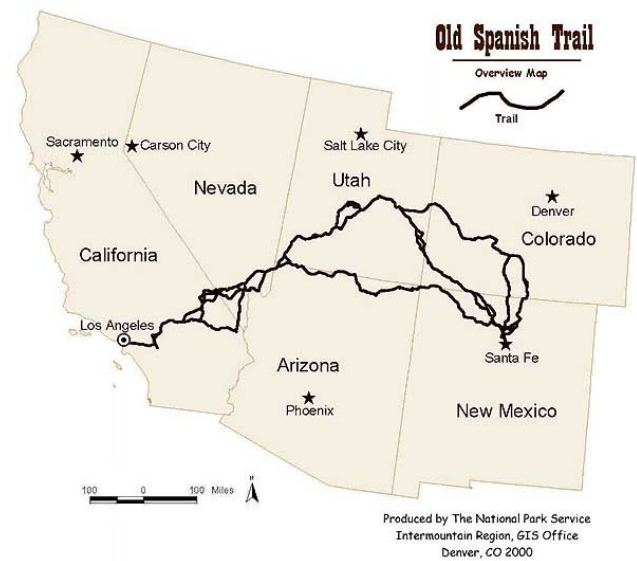 Old Spanish Trail
Overview Map
Trail
Sacramento
Carson City
Salt Lake City
Nevada
Utah
Denver
Colorado
California
Los Angeles
Santa Fe
Arizona
Phoenix
New Mexico
100 0 100 Miles
N
Produced by The National Park Service
Intermountain Region, GIS Office
Denver, CO 2000